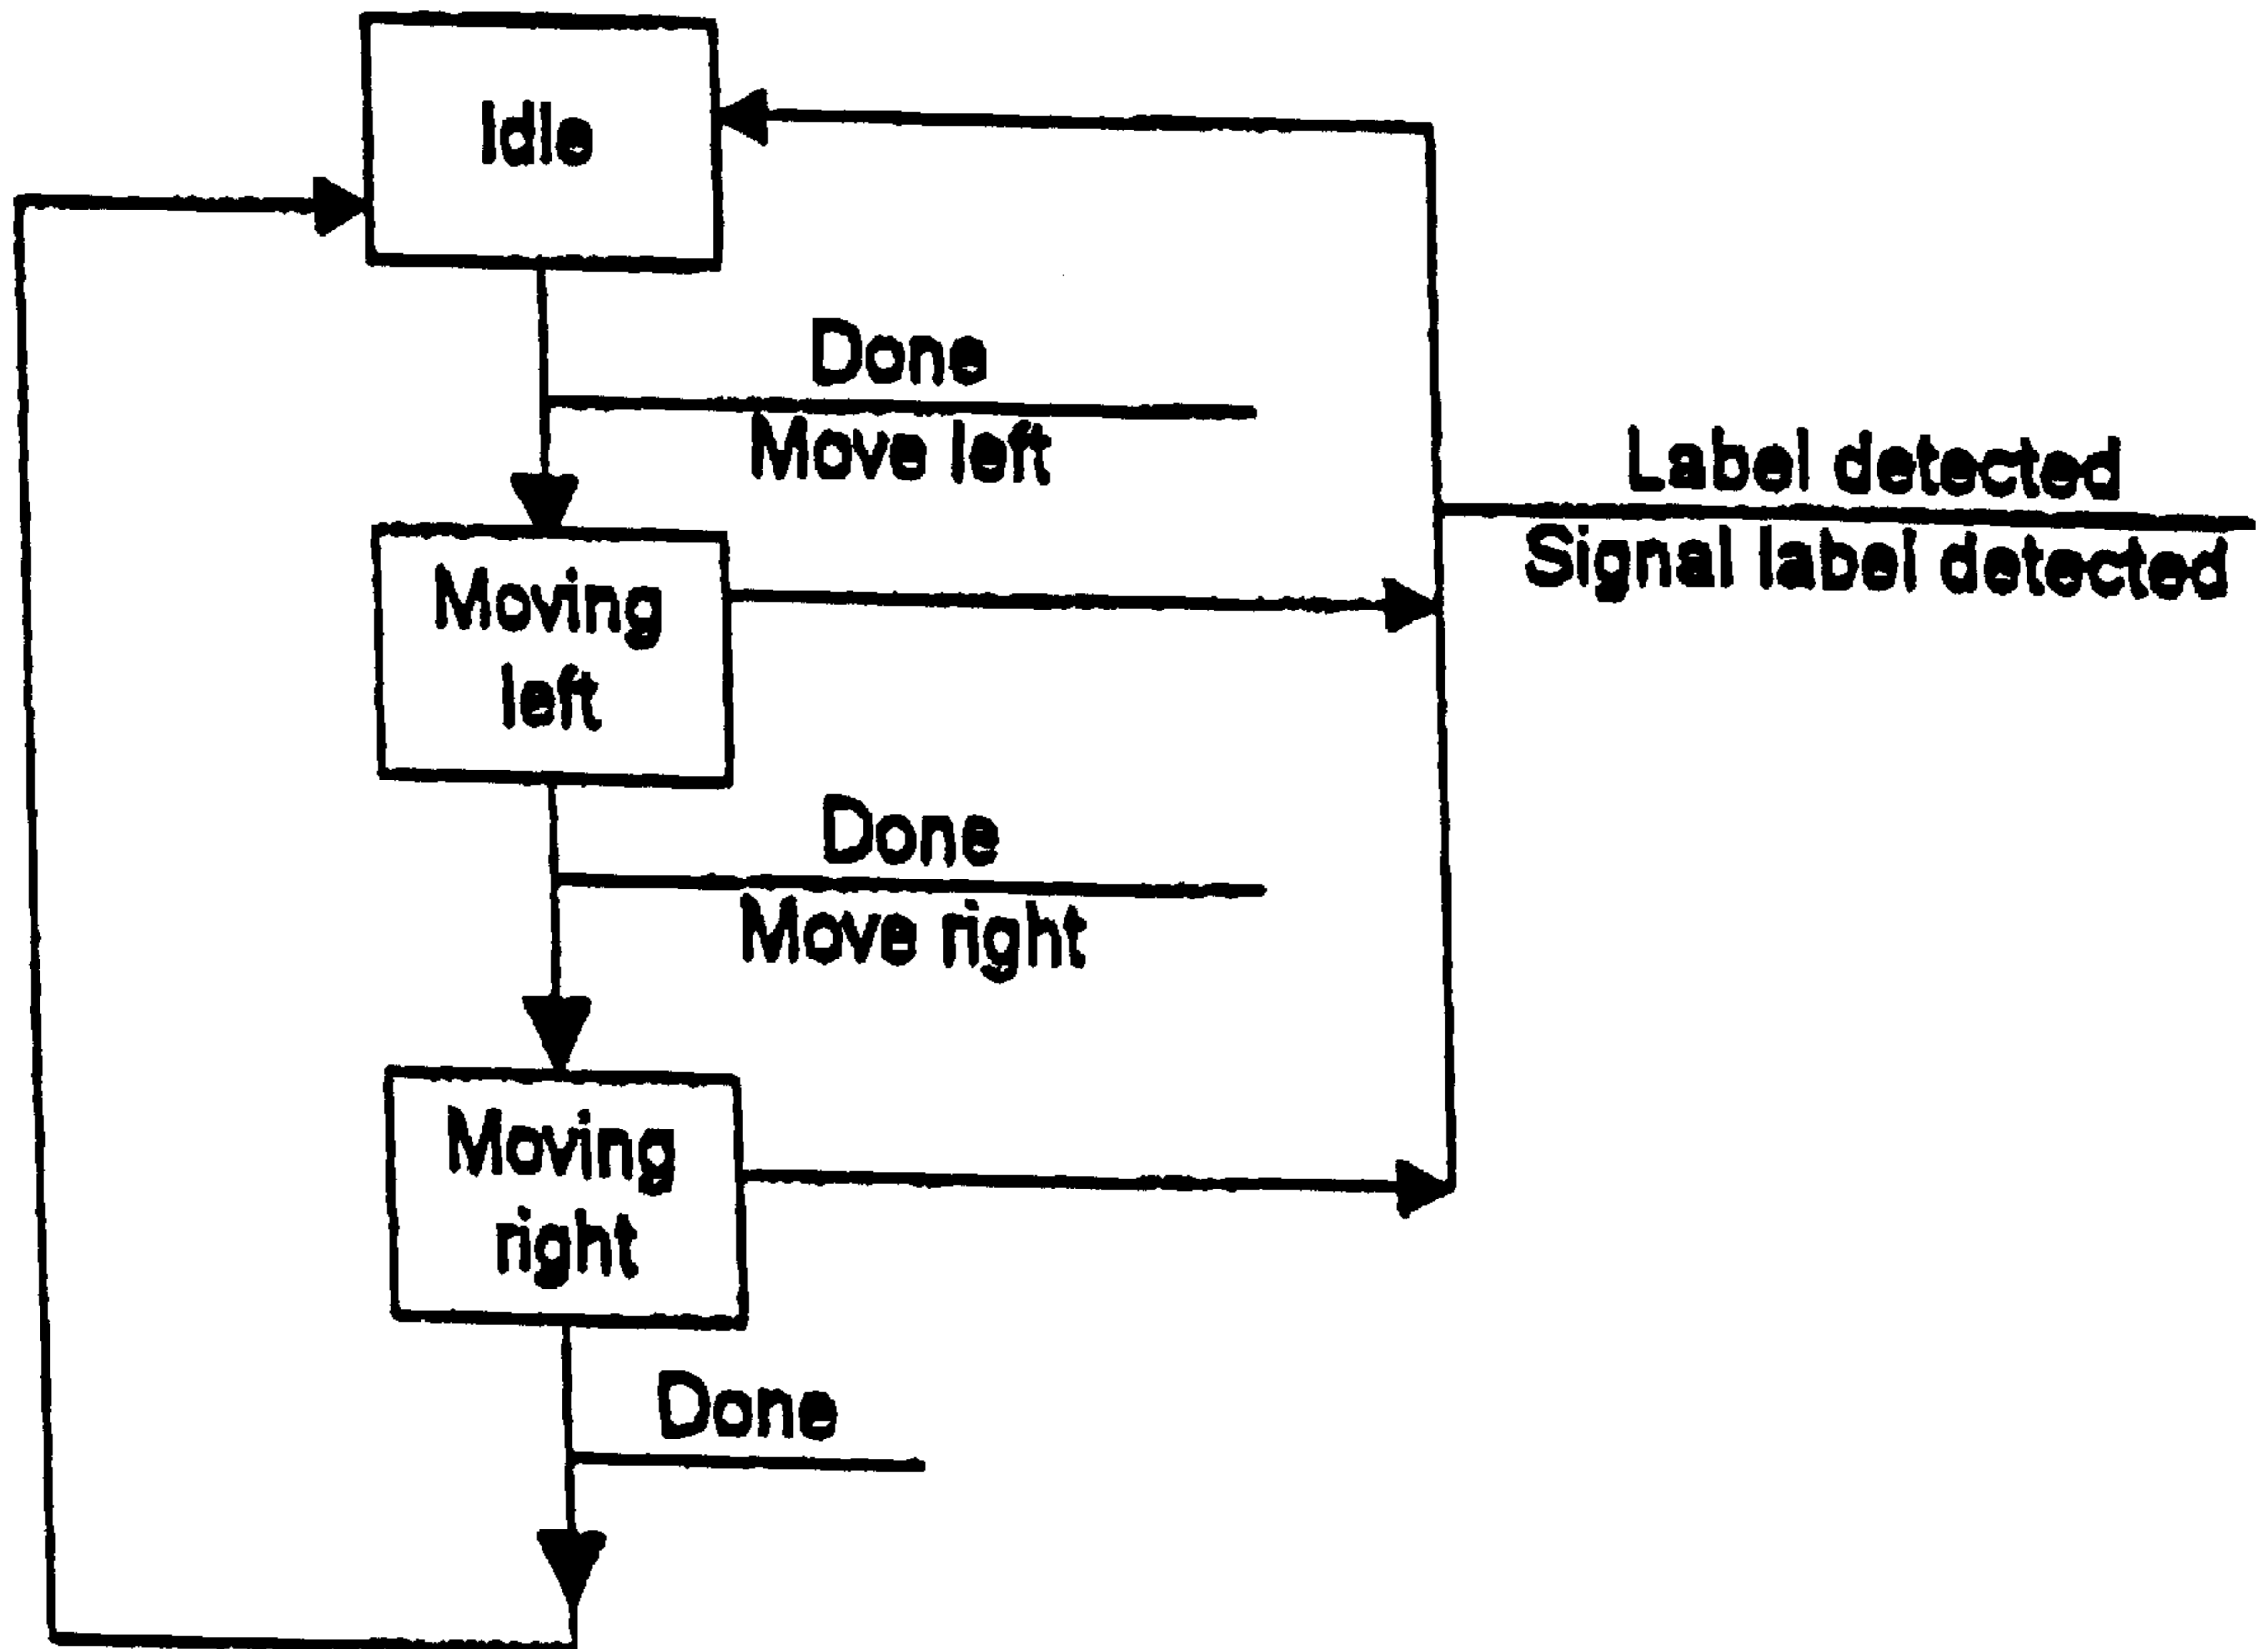 Idle
Done
Move left
Label detected
Signal label detected
Moving
left
Done
Move right
Moving
right
Done